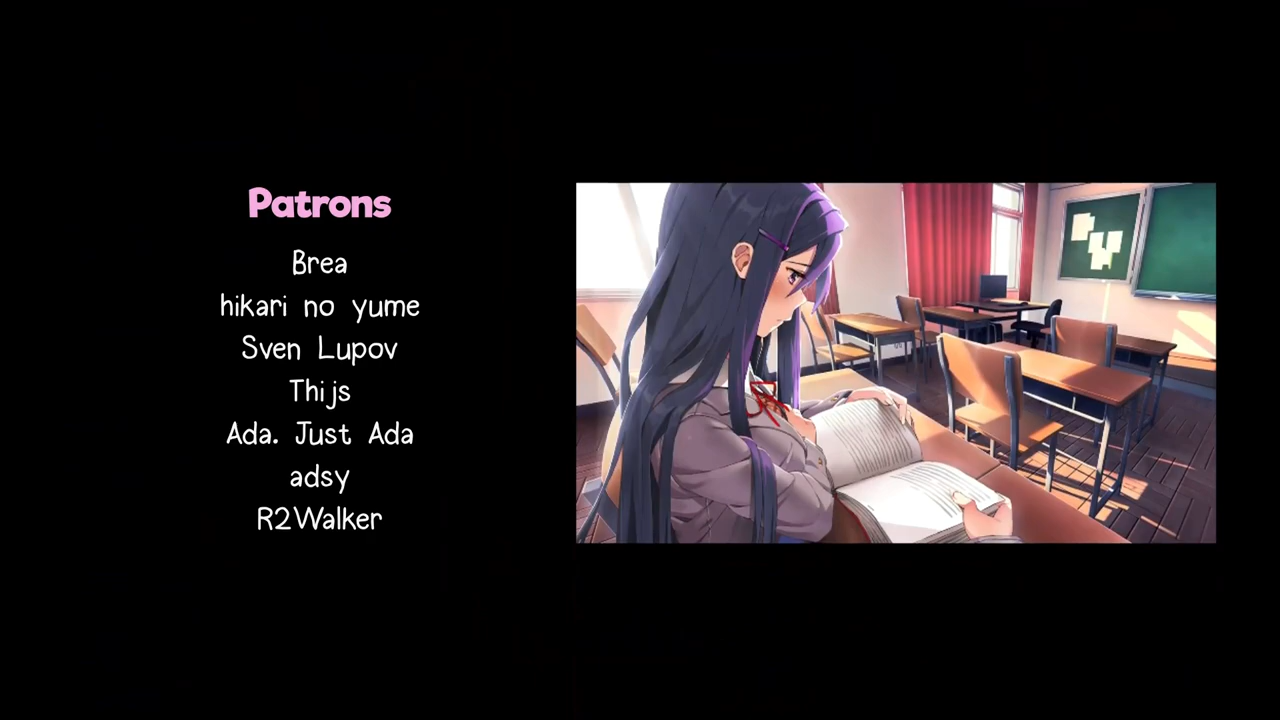 Patrons
Brea
hikari no yume
Sven Lupov
Thijs
Ada. Just Ada
adsy
R2Walker